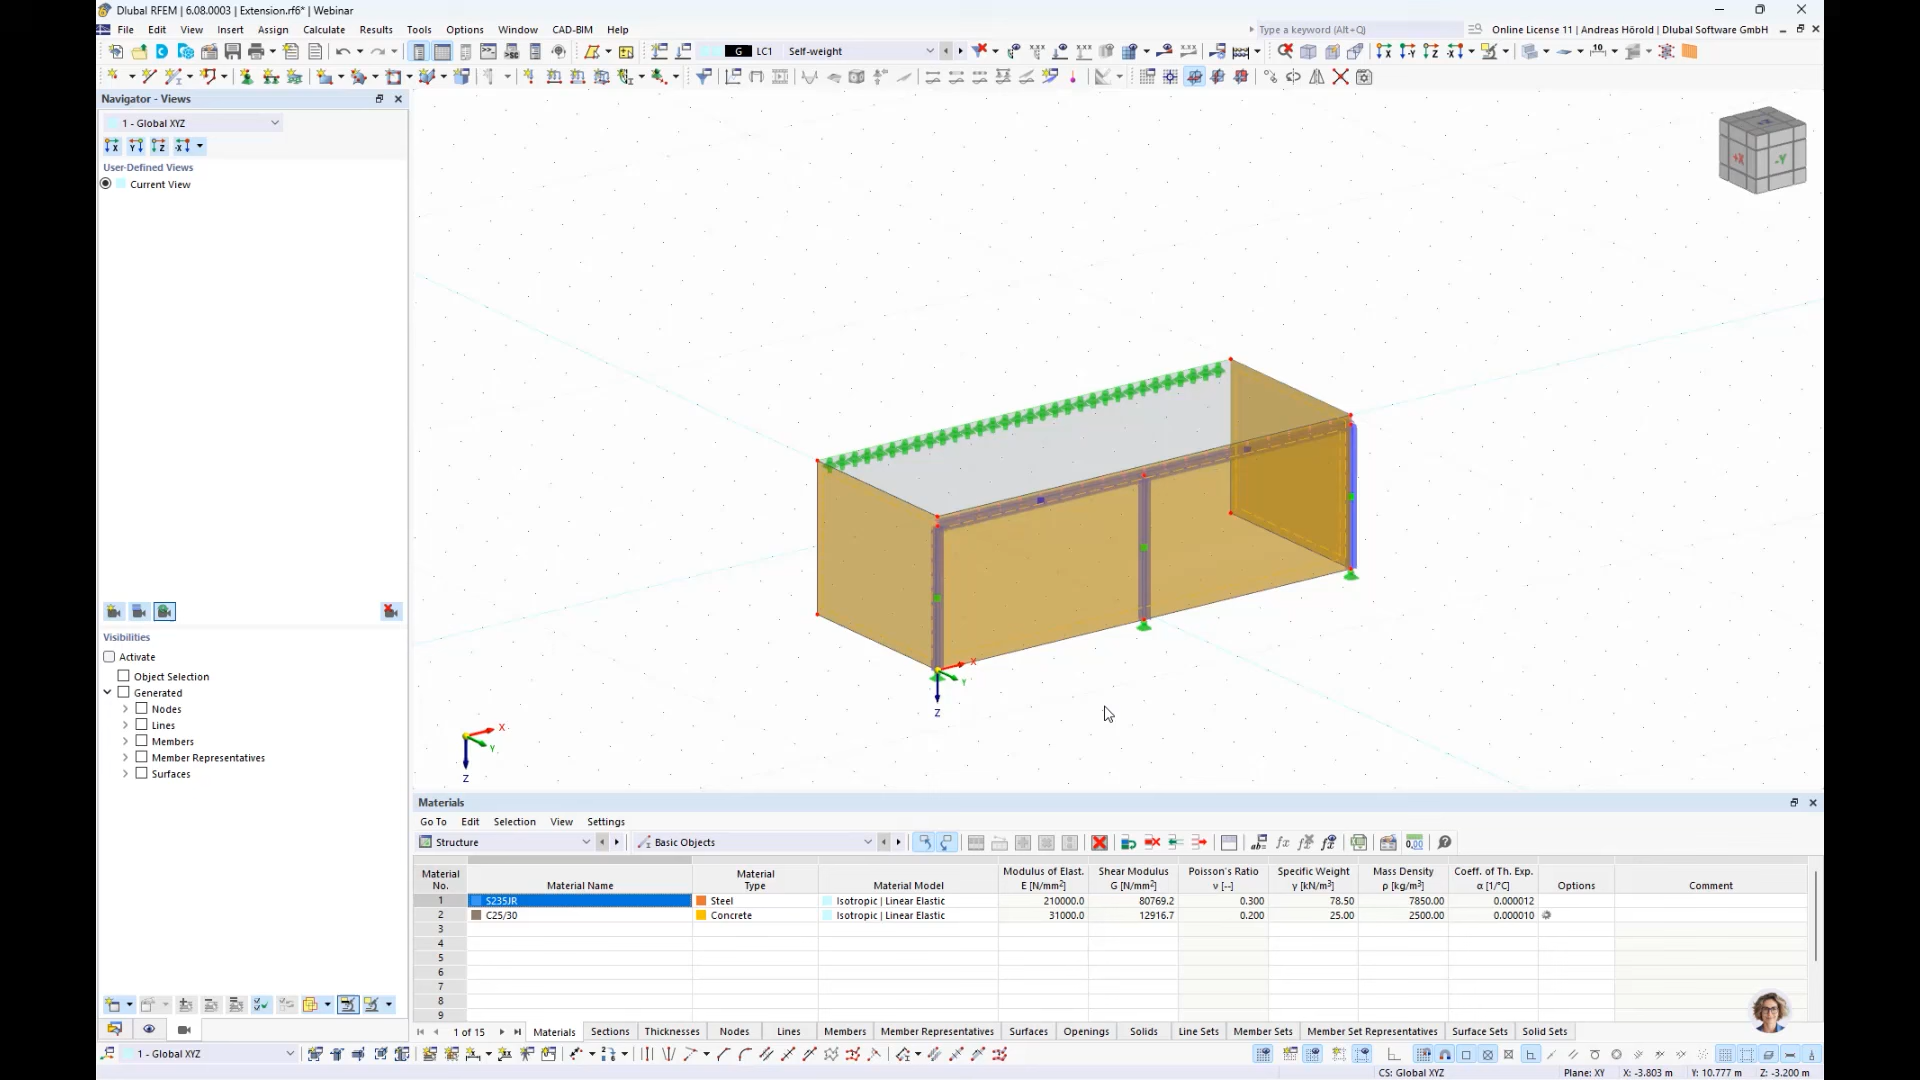 Dlubal RFEM | 6.08.0003 | Extension.rf6* | Webinar
File Edit View Insert Assign Calculate Results Tools Options Window CAD-BIM Help
Type a keyword (Alt+Q)
Online License 11 | Andreas Hörold | Dlubal Software GmbH
G LC1 Self-weight
Navigator - Views
1 - Global XYZ
User-Defined Views
Current View
Visibilities
Activate
Object Selection
Generated
Nodes
Lines
Members
Member Representatives
Surfaces
+Z
+X -Y
X
Y
Z
X
Y
Z
Materials
Go To Edit Selection View Settings
Structure Basic Objects
Material No. Material Name Material Type Material Model Modulus of Elast. E [N/mm²] Shear Modulus G [N/mm²] Poisson's Ratio ν [--] Specific Weight γ [kN/m³] Mass Density ρ [kg/m³] Coeff. of Th. Exp. α [1/°C] Options Comment
1 S235JR Steel Isotropic | Linear Elastic 210000.0 80769.2 0.300 78.50 7850.00 0.000012
2 C25/30 Concrete Isotropic | Linear Elastic 31000.0 12916.7 0.200 25.00 2500.00 0.000010
3
4
5
6
7
8
9
1 of 15 Materials Sections Thicknesses Nodes Lines Members Member Representatives Surfaces Openings Solids Line Sets Member Sets Member Set Representatives Surface Sets Solid Sets
1 - Global XYZ
CS: Global XYZ Plane: XY X: -3.803 m Y: 10.777 m Z: -3.200 m